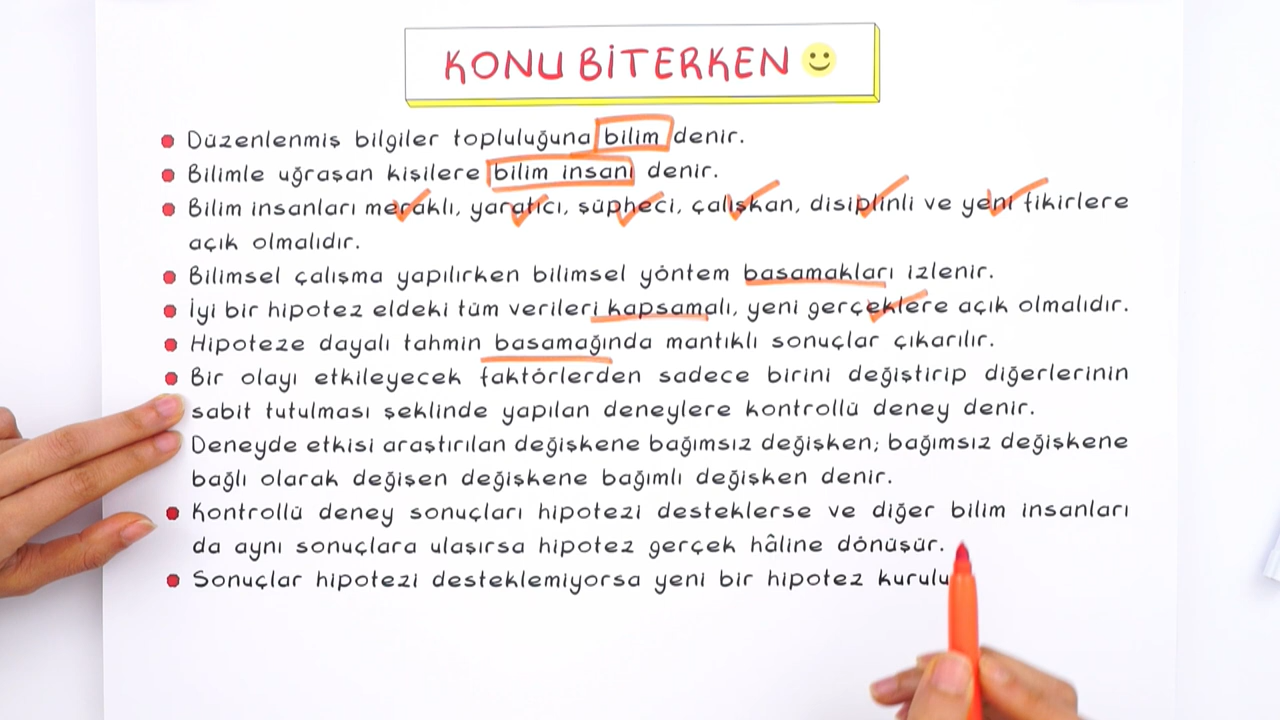 KONU BİTERKEN
Düzenlenmiş bilgiler topluluğuna bilim denir.
Bilimle uğraşan kişilere bilim insanı denir.
Bilim insanları meraklı, yaratıcı, şüpheci, çalışkan, disiplinli ve yeni fikirlere
açık olmalıdır.
Bilimsel çalışma yapılırken bilimsel yöntem basamakları izlenir.
İyi bir hipotez eldeki tüm verileri kapsamalı, yeni gerçeklere açık olmalıdır.
Hipoteze dayalı tahmin basamağında mantıklı sonuçlar çıkarılır.
Bir olayı etkileyecek faktörlerden sadece birini değiştirip diğerlerinin
sabit tutulması şeklinde yapılan deneylere kontrollü deney denir.
Deneyde etkisi araştırılan değişkene bağımsız değişken; bağımsız değişkene
bağlı olarak değişen değişkene bağımlı değişken denir.
Kontrollü deney sonuçları hipotezi desteklerse ve diğer bilim insanları
da aynı sonuçlara ulaşırsa hipotez gerçek hâline dönüşür.
Sonuçlar hipotezi desteklemiyorsa yeni bir hipotez kurulu